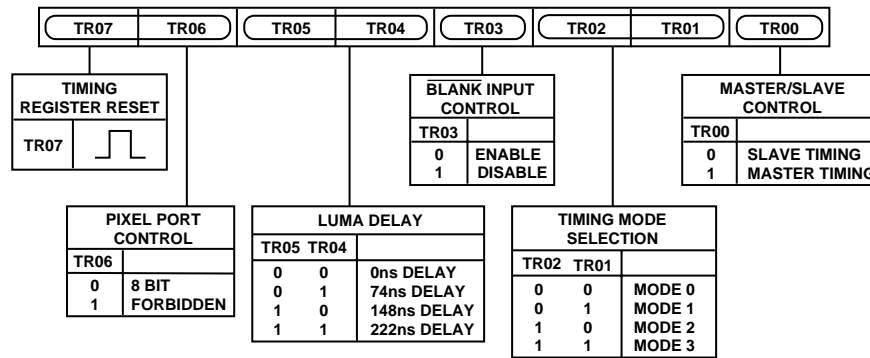 TR07 TR06 TR05 TR04 TR03 TR02 TR01 TR00
TIMING
REGISTER RESET
TR07
BLANK INPUT
CONTROL
TR03
0 ENABLE
1 DISABLE
MASTER/SLAVE
CONTROL
TR00
0 SLAVE TIMING
1 MASTER TIMING
PIXEL PORT
CONTROL
TR06
0 8 BIT
1 FORBIDDEN
LUMA DELAY
TR05 TR04
0 0 0ns DELAY
0 1 74ns DELAY
1 0 148ns DELAY
1 1 222ns DELAY
TIMING MODE
SELECTION
TR02 TR01
0 0 MODE 0
0 1 MODE 1
1 0 MODE 2
1 1 MODE 3